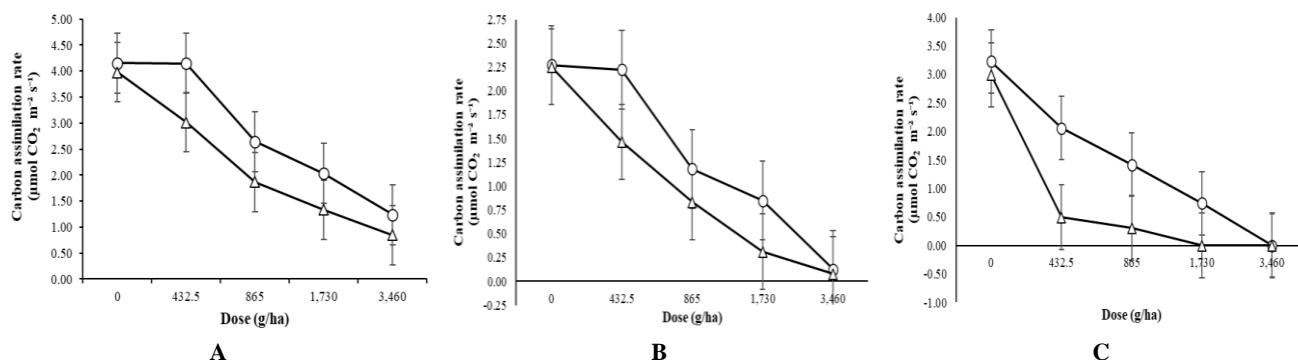 Carbon assimilation rate
(µmol CO₂ m⁻² s⁻¹)
5.00
4.50
4.00
3.50
3.00
2.50
2.00
1.50
1.00
0.50
0.00
0 432.5 865 1,730 3,460
Dose (g/ha)
A
Carbon assimilation rate
(µmol CO₂ m⁻² s⁻¹)
2.75
2.50
2.25
2.00
1.75
1.50
1.25
1.00
0.75
0.50
0.25
0.00
-0.25
0 432.5 865 1,730 3,460
Dose (g/ha)
B
Carbon assimilation rate
(µmol CO₂ m⁻² s⁻¹)
4.00
3.50
3.00
2.50
2.00
1.50
1.00
0.50
0.00
-0.50
-1.00
0 432.5 865 1,730 3,460
Dose (g/ha)
C